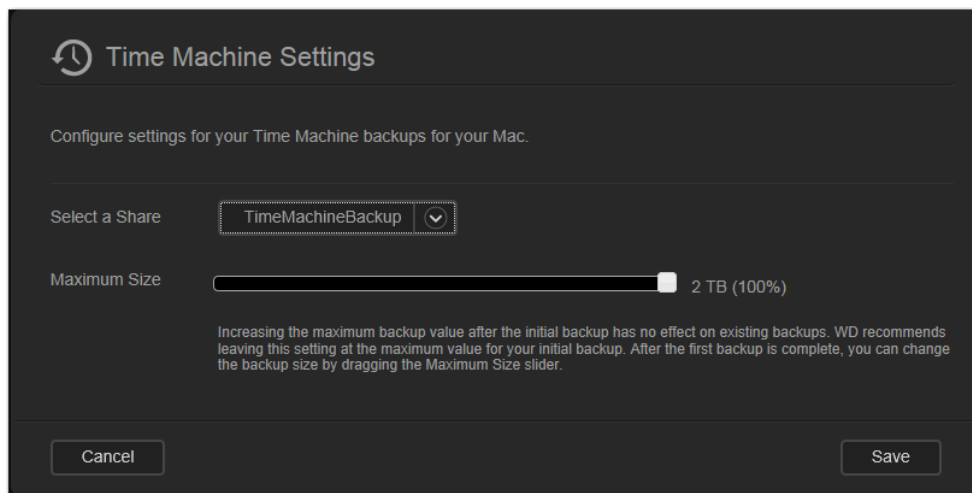 Time Machine Settings
Configure settings for your Time Machine backups for your Mac.
Select a Share
TimeMachineBackup
Maximum Size
2 TB (100%)
Increasing the maximum backup value after the initial backup has no effect on existing backups. WD recommends
leaving this setting at the maximum value for your initial backup. After the first backup is complete, you can change
the backup size by dragging the Maximum Size slider.
Cancel
Save